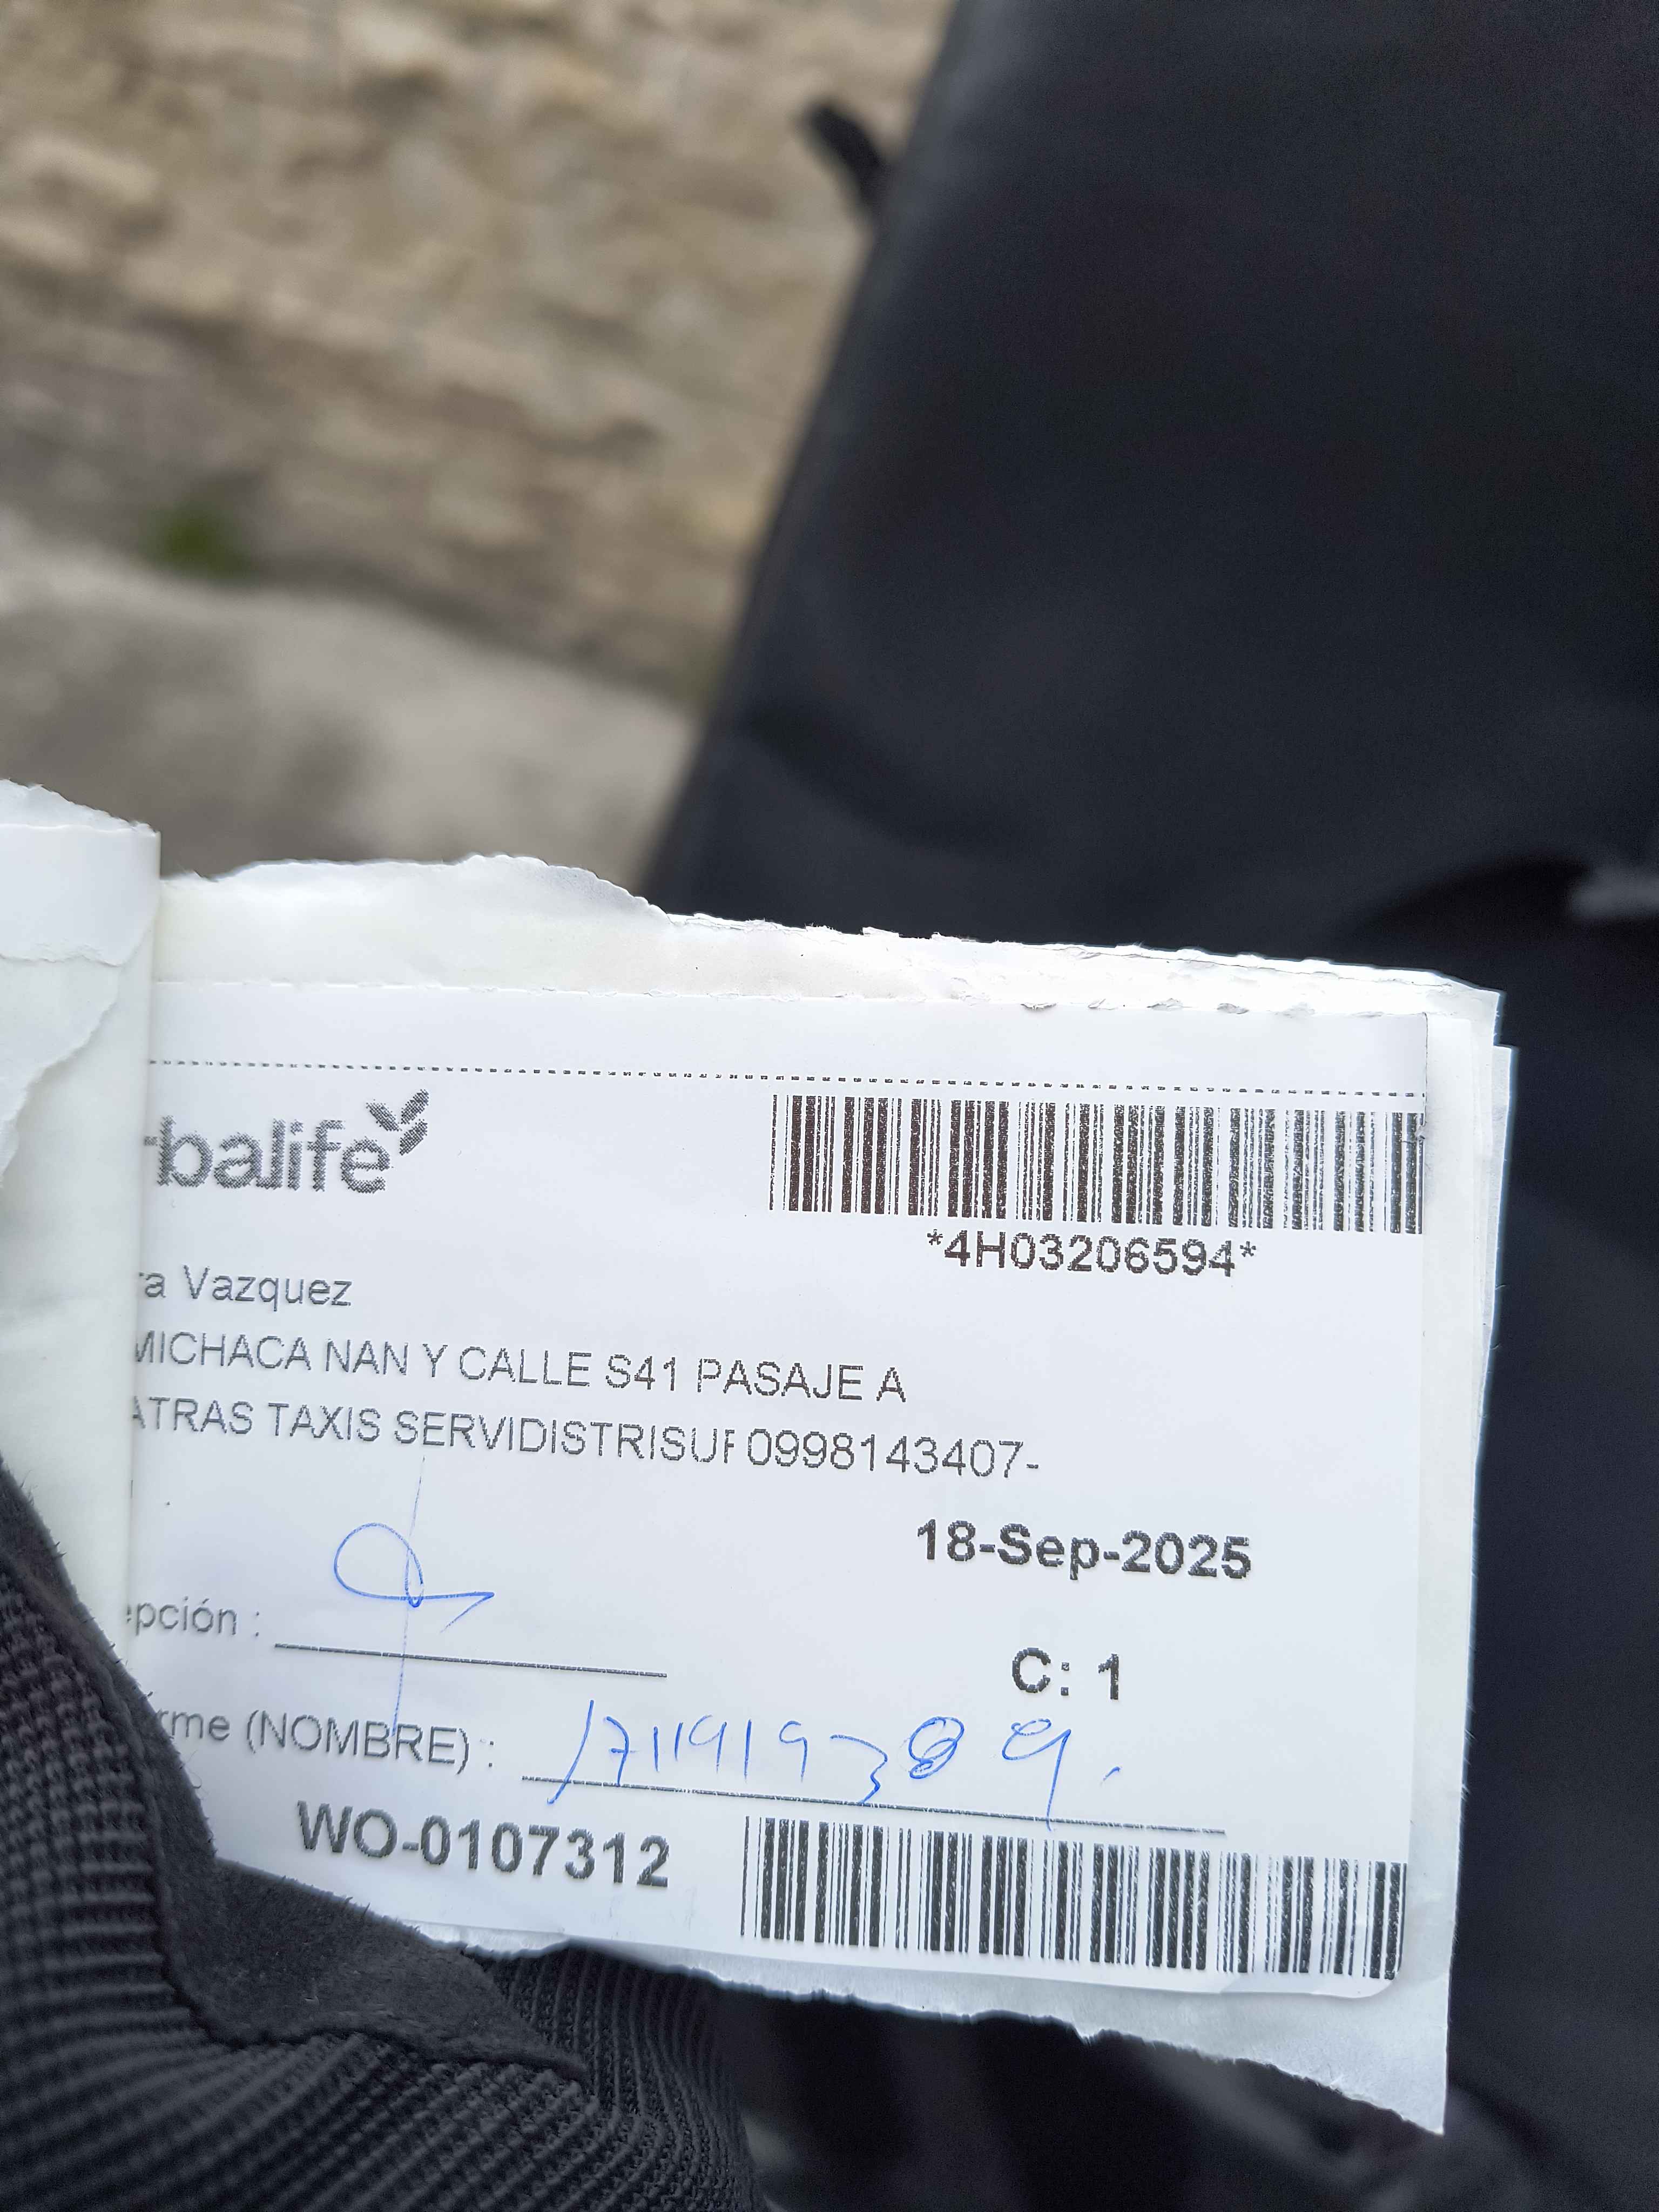 rbalife
*4H03206594*
ra Vazquez
MICHACA NAN Y CALLE S41 PASAJE A
ATRAS TAXIS SERVIDISTRISUR 0998143407-
18-Sep-2025
epción :
C: 1
rme (NOMBRE) : 1711919389.
WO-0107312